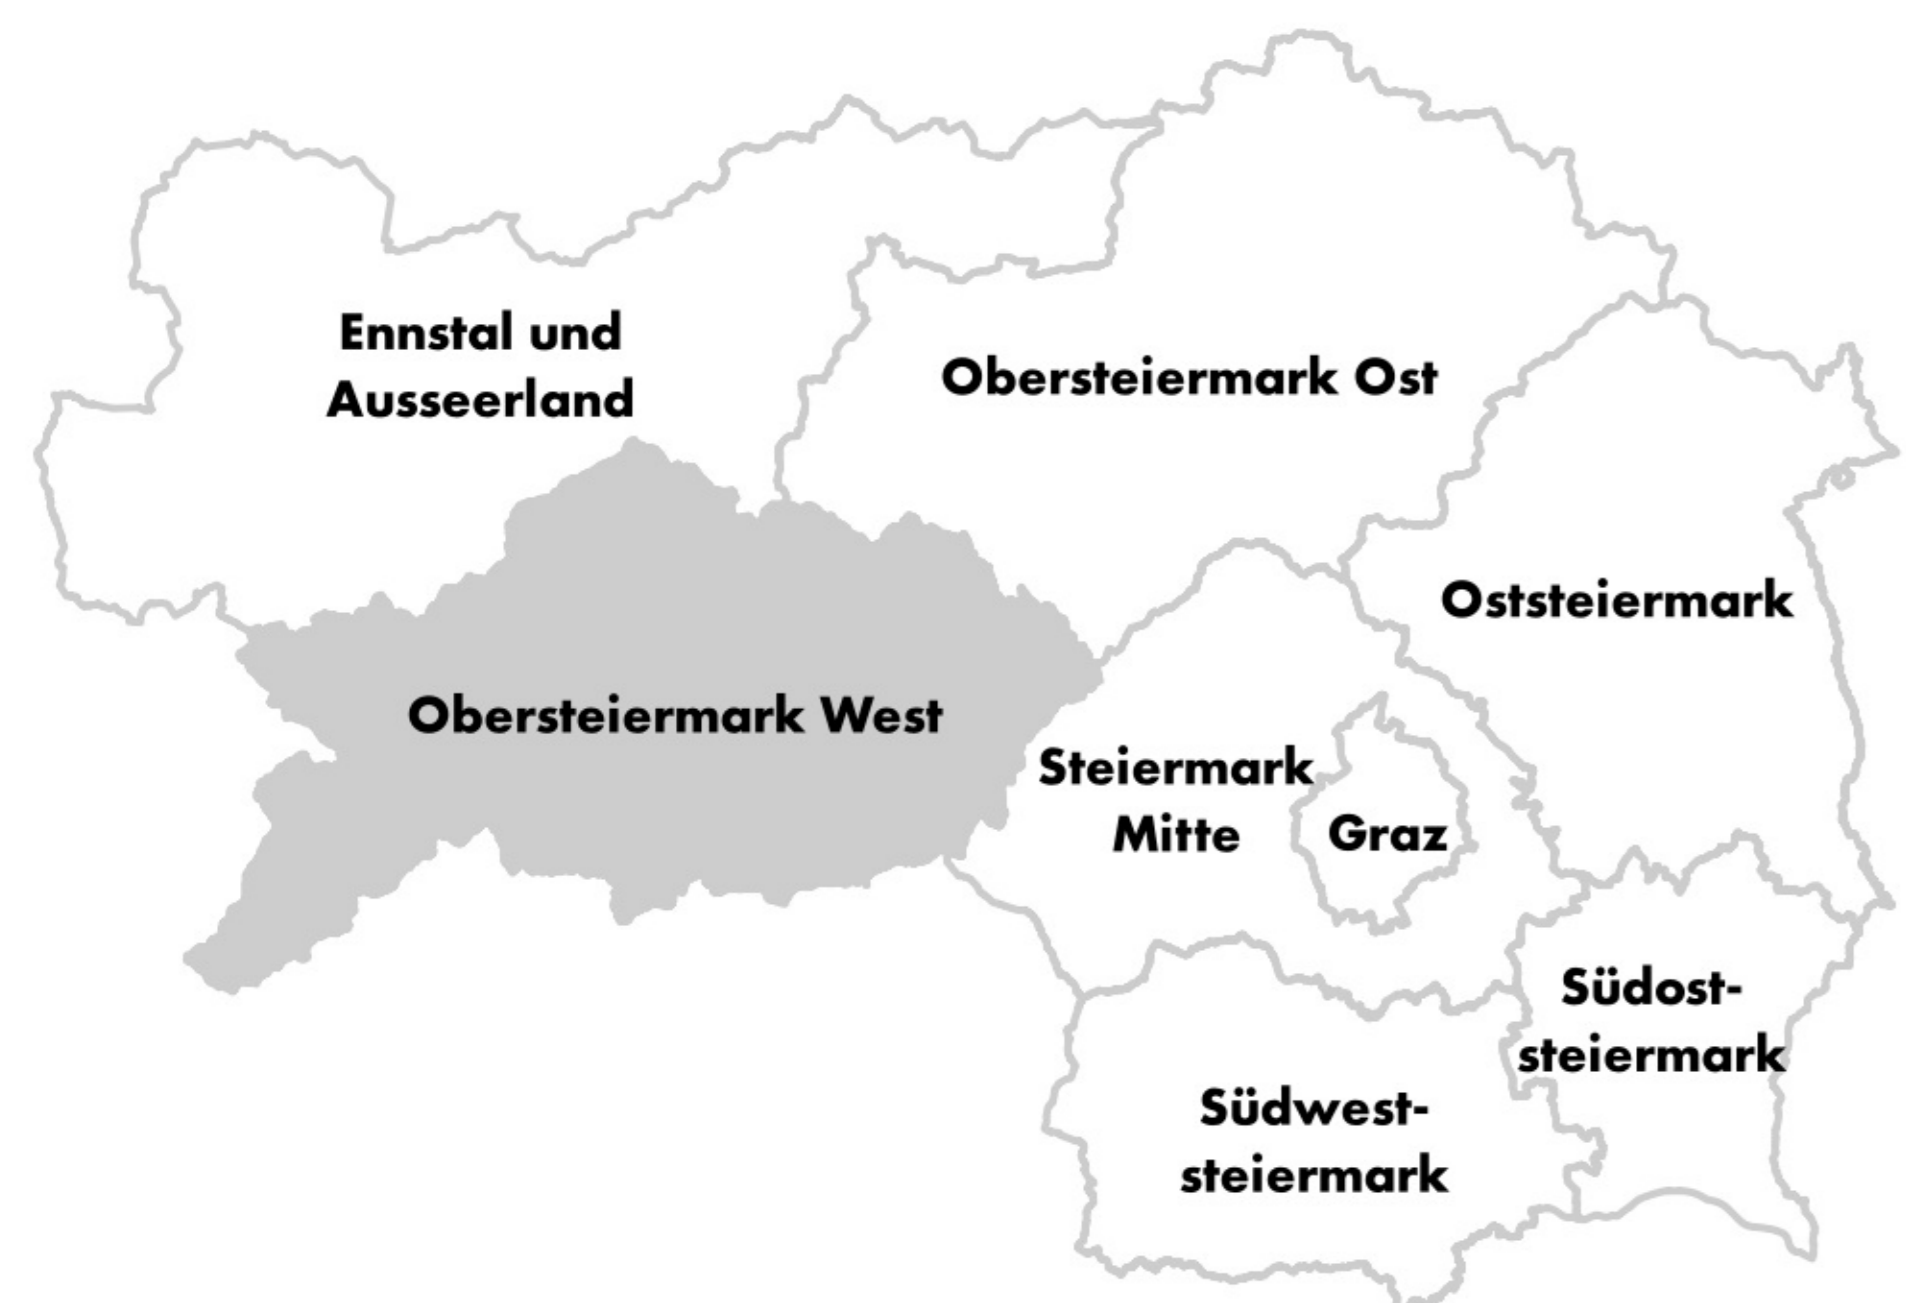 Ennstal und
Ausseerland
Obersteiermark Ost
Oststeiermark
Obersteiermark West
Steiermark
Mitte
Graz
Südost-
steiermark
Südwest-
steiermark